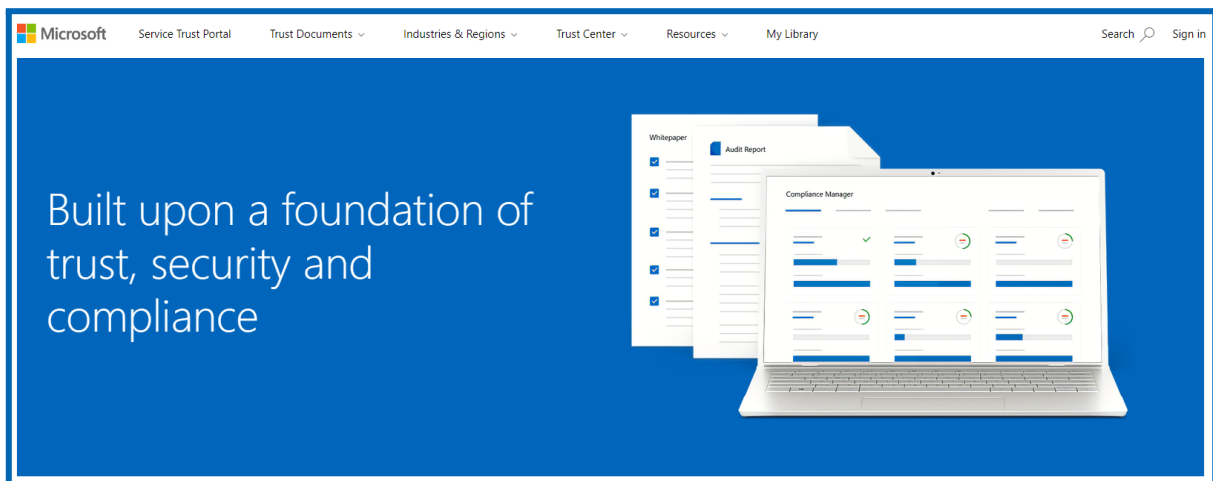 Microsoft Service Trust Portal Trust Documents Industries & Regions Trust Center Resources My Library Search Sign in
Built upon a foundation of
trust, security and
compliance
Whitepaper
Audit Report
Compliance Manager